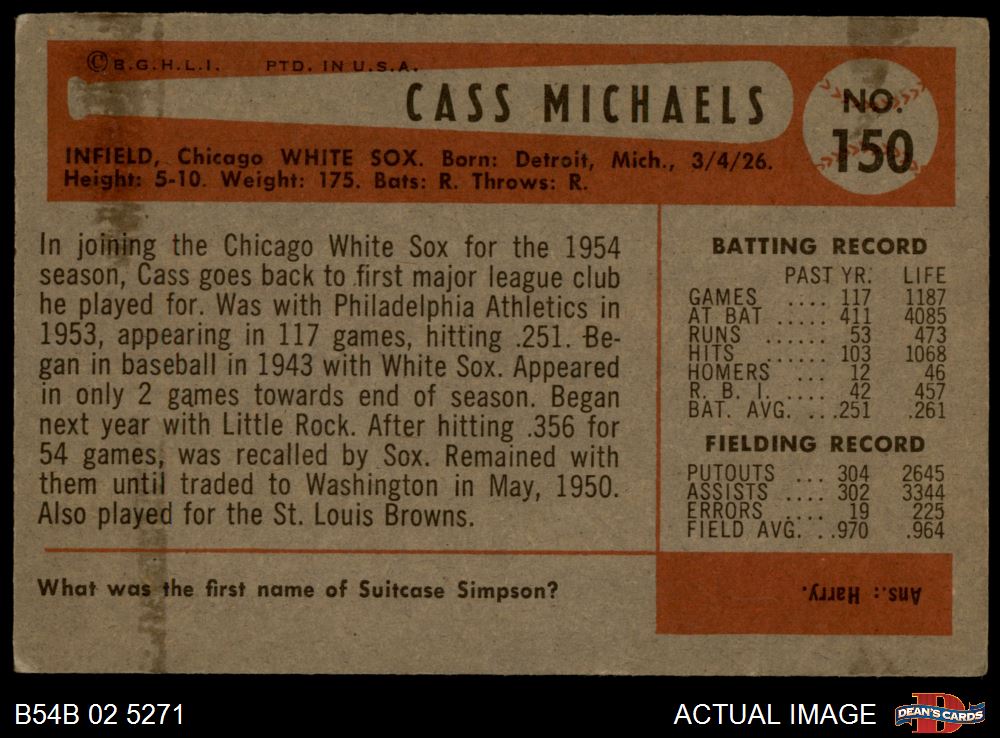 © B.G.H.L.I. PTD. IN U.S.A.
CASS MICHAELS
NO.
150
INFIELD, Chicago WHITE SOX. Born: Detroit, Mich., 3/4/26.
Height: 5-10. Weight: 175. Bats: R. Throws: R.
In joining the Chicago White Sox for the 1954
season, Cass goes back to first major league club
he played for. Was with Philadelphia Athletics in
1953, appearing in 117 games, hitting .251. Be-
gan in baseball in 1943 with White Sox. Appeared
in only 2 games towards end of season. Began
next year with Little Rock. After hitting .356 for
54 games, was recalled by Sox. Remained with
them until traded to Washington in May, 1950.
Also played for the St. Louis Browns.
BATTING RECORD
PAST YR. LIFE
GAMES .... 117 1187
AT BAT ..... 411 4085
RUNS ...... 53 473
HITS ...... 103 1068
HOMERS ... 12 46
R. B. I. .... 42 457
BAT. AVG. ...251 .261
FIELDING RECORD
PUTOUTS ... 304 2645
ASSISTS .... 302 3344
ERRORS .... 19 225
FIELD AVG. ..970 .964
What was the first name of Suitcase Simpson?
Ans.: Harry.
B54B 02 5271
ACTUAL IMAGE
D
DEAN'S CARDS